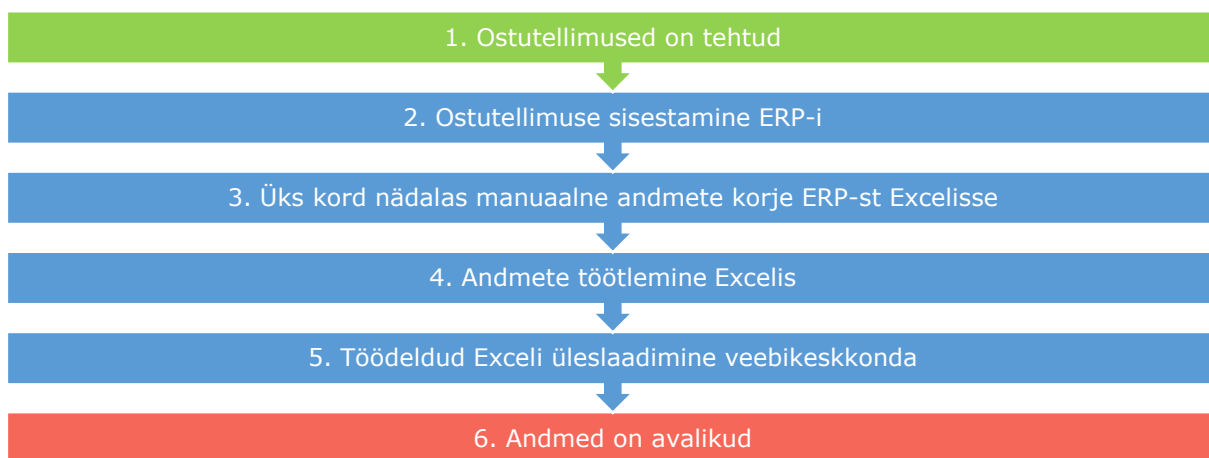 1. Ostutellimused on tehtud
2. Ostutellimuse sisestamine ERP-i
3. Üks kord nädalas manuaalne andmete korje ERP-st Excelisse
4. Andmete töötlemine Excelis
5. Töödeldud Exceli üleslaadimine veebikeskkonda
6. Andmed on avalikud